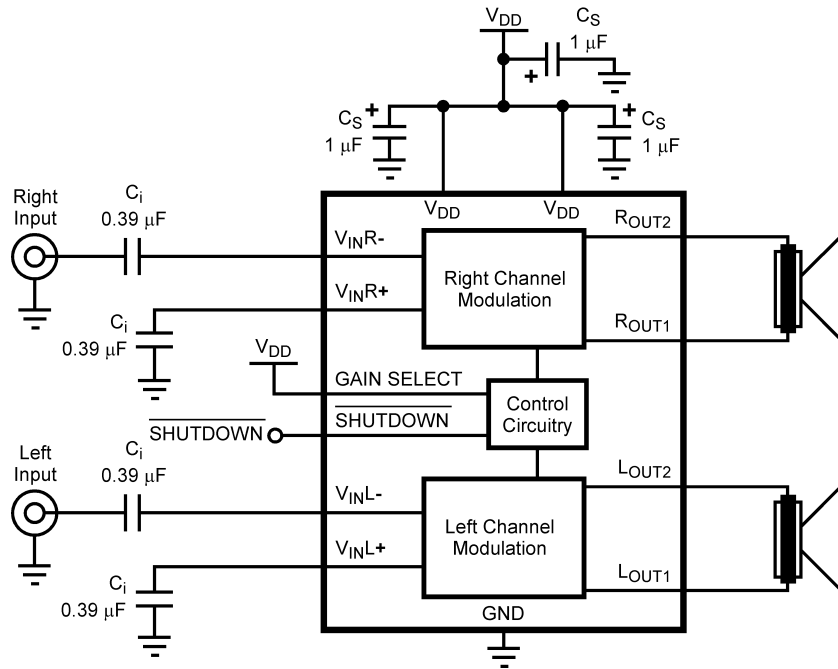 VDD
CS
1 µF
+
+
CS
1 µF
+
CS
1 µF
VDD
VDD
Right
Input
Ci
0.39 µF
VINR-
VINR+
Ci
0.39 µF
Right Channel
Modulation
ROUT2
ROUT1
VDD
GAIN SELECT
SHUTDOWN
SHUTDOWN
Control
Circuitry
Left
Input
Ci
0.39 µF
VINL-
VINL+
Ci
0.39 µF
Left Channel
Modulation
LOUT2
LOUT1
GND